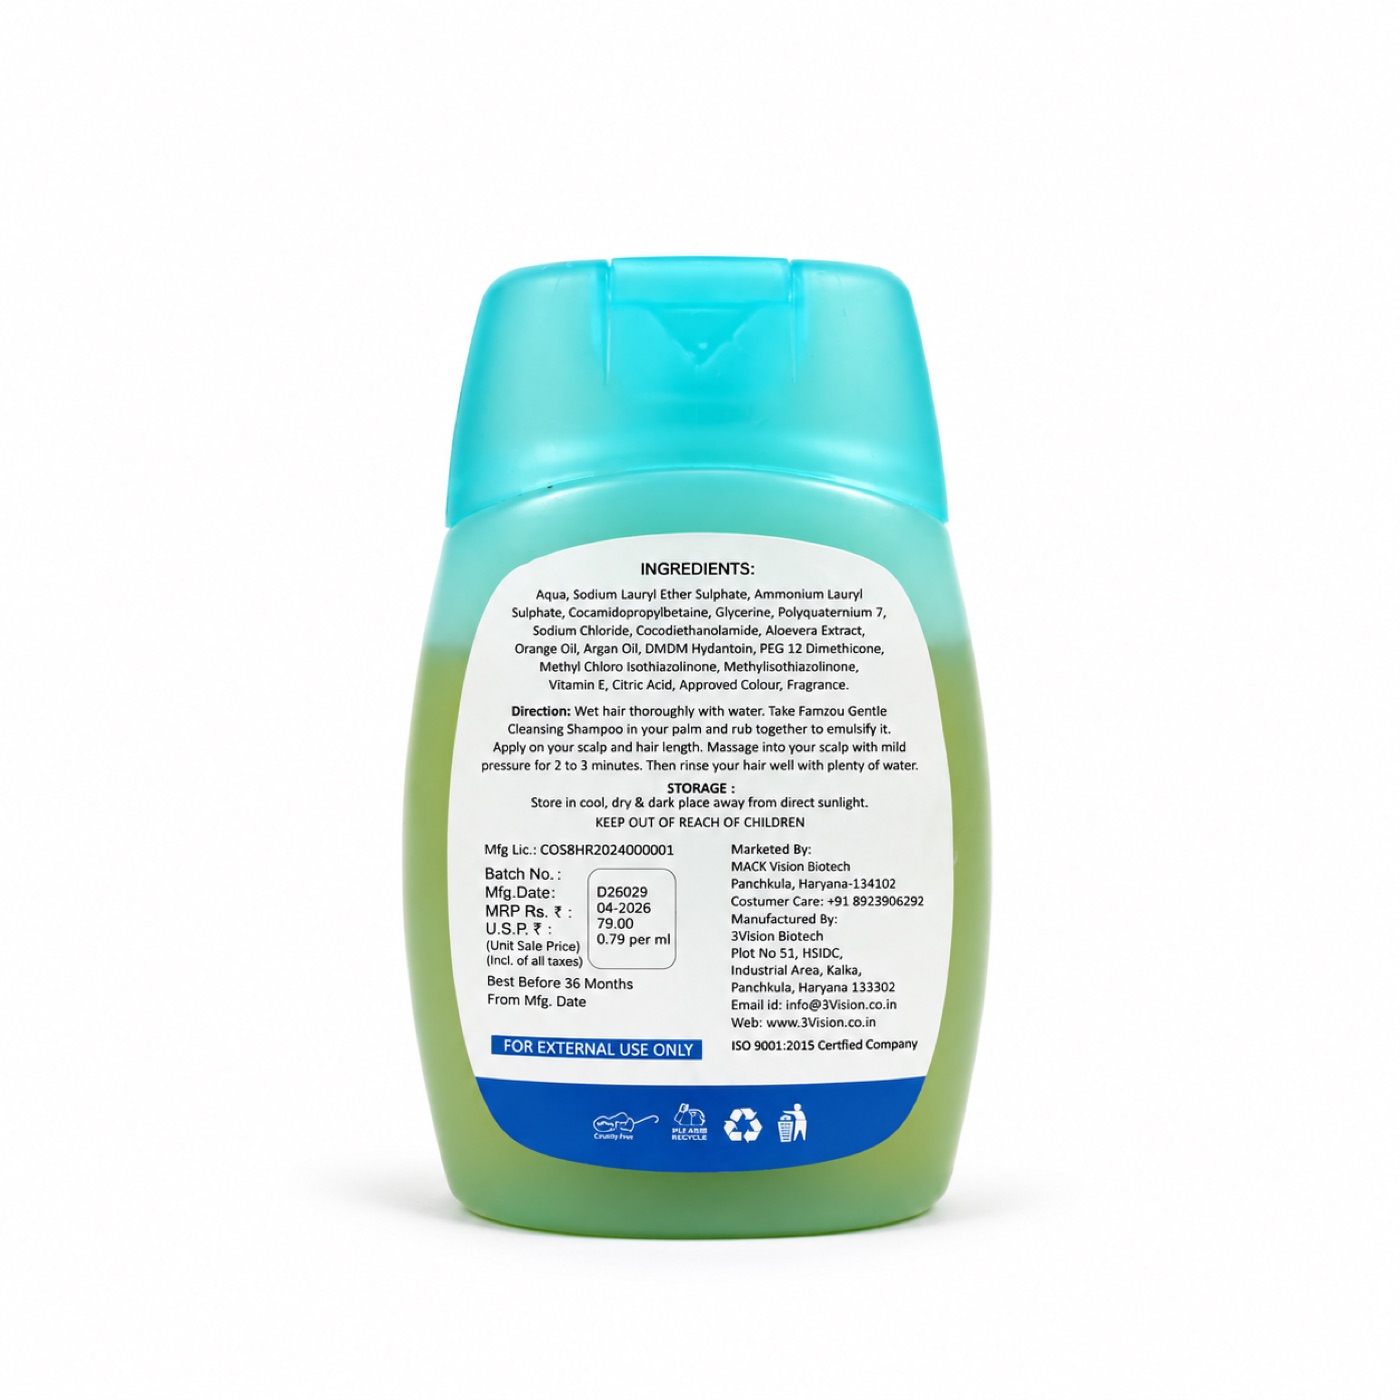 INGREDIENTS:
Aqua, Sodium Lauryl Ether Sulphate, Ammonium Lauryl
Sulphate, Cocamidopropylbetaine, Glycerine, Polyquaternium 7,
Sodium Chloride, Cocodiethanolamide, Aloevera Extract,
Orange Oil, Argan Oil, DMDM Hydantoin, PEG 12 Dimethicone,
Methyl Chloro Isothiazolinone, Methylisothiazolinone,
Vitamin E, Citric Acid, Approved Colour, Fragrance.
Direction: Wet hair thoroughly with water. Take Famzou Gentle
Cleansing Shampoo in your palm and rub together to emulsify it.
Apply on your scalp and hair length. Massage into your scalp with mild
pressure for 2 to 3 minutes. Then rinse your hair well with plenty of water.
STORAGE :
Store in cool, dry & dark place away from direct sunlight.
KEEP OUT OF REACH OF CHILDREN
Mfg Lic.: COS8HR2024000001
Batch No. :
Mfg.Date:
MRP Rs. ₹ :
U.S.P. ₹ :
(Unit Sale Price)
(Incl. of all taxes)
D26029
04-2026
79.00
0.79 per ml
Best Before 36 Months
From Mfg. Date
FOR EXTERNAL USE ONLY
Marketed By:
MACK Vision Biotech
Panchkula, Haryana-134102
Costumer Care: +91 8923906292
Manufactured By:
3Vision Biotech
Plot No 51, HSIDC,
Industrial Area, Kalka,
Panchkula, Haryana 133302
Email id: info@3Vision.co.in
Web: www.3Vision.co.in
ISO 9001:2015 Certfied Company
Cruelty Free
PLEASE
RECYCLE